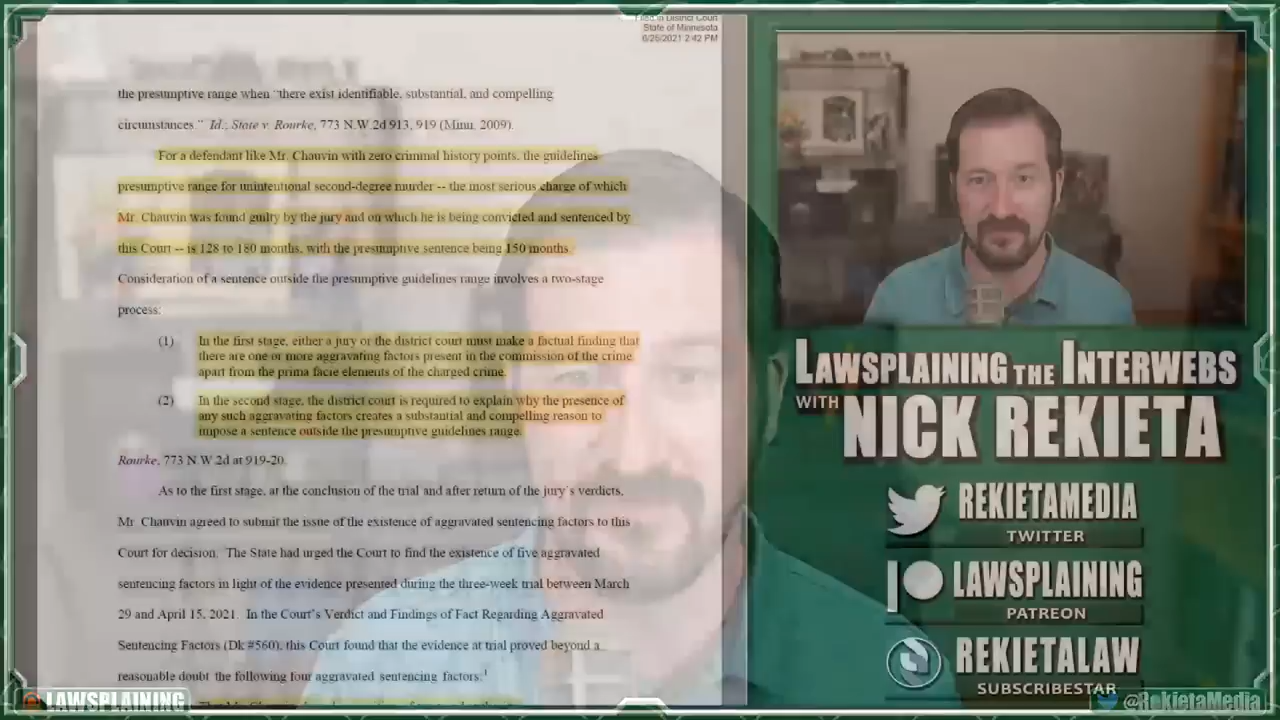 Filed in District Court
State of Minnesota
6/25/2021 2:42 PM
the presumptive range when “there exist identifiable, substantial, and compelling
circumstances.” Id.; State v. Rourke, 773 N.W.2d 913, 919 (Minn. 2009).
For a defendant like Mr. Chauvin with zero criminal history points, the guidelines
presumptive range for unintentional second-degree murder -- the most serious charge of which
Mr. Chauvin was found guilty by the jury and on which he is being convicted and sentenced by
this Court -- is 128 to 180 months, with the presumptive sentence being 150 months.
Consideration of a sentence outside the presumptive guidelines range involves a two-stage
process:
(1) In the first stage, either a jury or the district court must make a factual finding that
there are one or more aggravating factors present in the commission of the crime
apart from the prima facie elements of the charged crime.
(2) In the second stage, the district court is required to explain why the presence of
any such aggravating factors creates a substantial and compelling reason to
impose a sentence outside the presumptive guidelines range.
Rourke, 773 N.W.2d at 919-20.
As to the first stage, at the conclusion of the trial and after return of the jury’s verdicts,
Mr. Chauvin agreed to submit the issue of the existence of aggravated sentencing factors to this
Court for decision. The State had urged the Court to find the existence of five aggravated
sentencing factors in light of the evidence presented during the three-week trial between March
29 and April 15, 2021. In the Court’s Verdict and Findings of Fact Regarding Aggravated
Sentencing Factors (Dk #560), this Court found that the evidence at trial proved beyond a
reasonable doubt the following four aggravated sentencing factors:1
LAWSPLAINING THE INTERWEBS
WITH NICK REKIETA
REKIETAMEDIA
TWITTER
LAWSPLAINING
PATREON
REKIETALAW
SUBSCRIBESTAR
LAWSPLAINING
@RekietaMedia